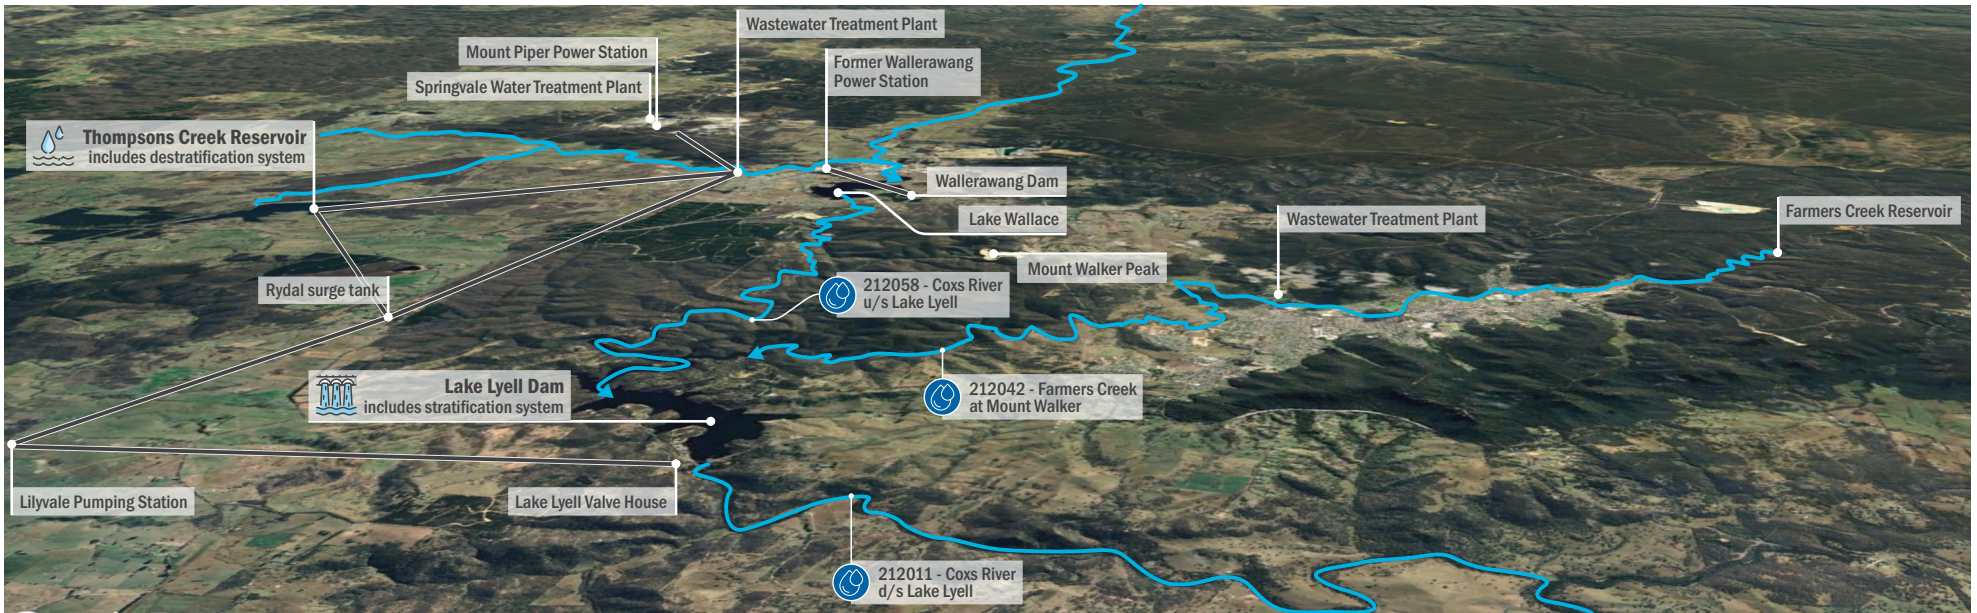 Wastewater Treatment Plant
Mount Piper Power Station
Former Wallerawang
Power Station
Springvale Water Treatment Plant
Thompsons Creek Reservoir
includes destratification system
Wallerawang Dam
Lake Wallace
Wastewater Treatment Plant
Farmers Creek Reservoir
Mount Walker Peak
Rydal surge tank
212058 - Coxs River
u/s Lake Lyell
Lake Lyell Dam
includes stratification system
212042 - Farmers Creek
at Mount Walker
Lilyvale Pumping Station
Lake Lyell Valve House
212011 - Coxs River
d/s Lake Lyell